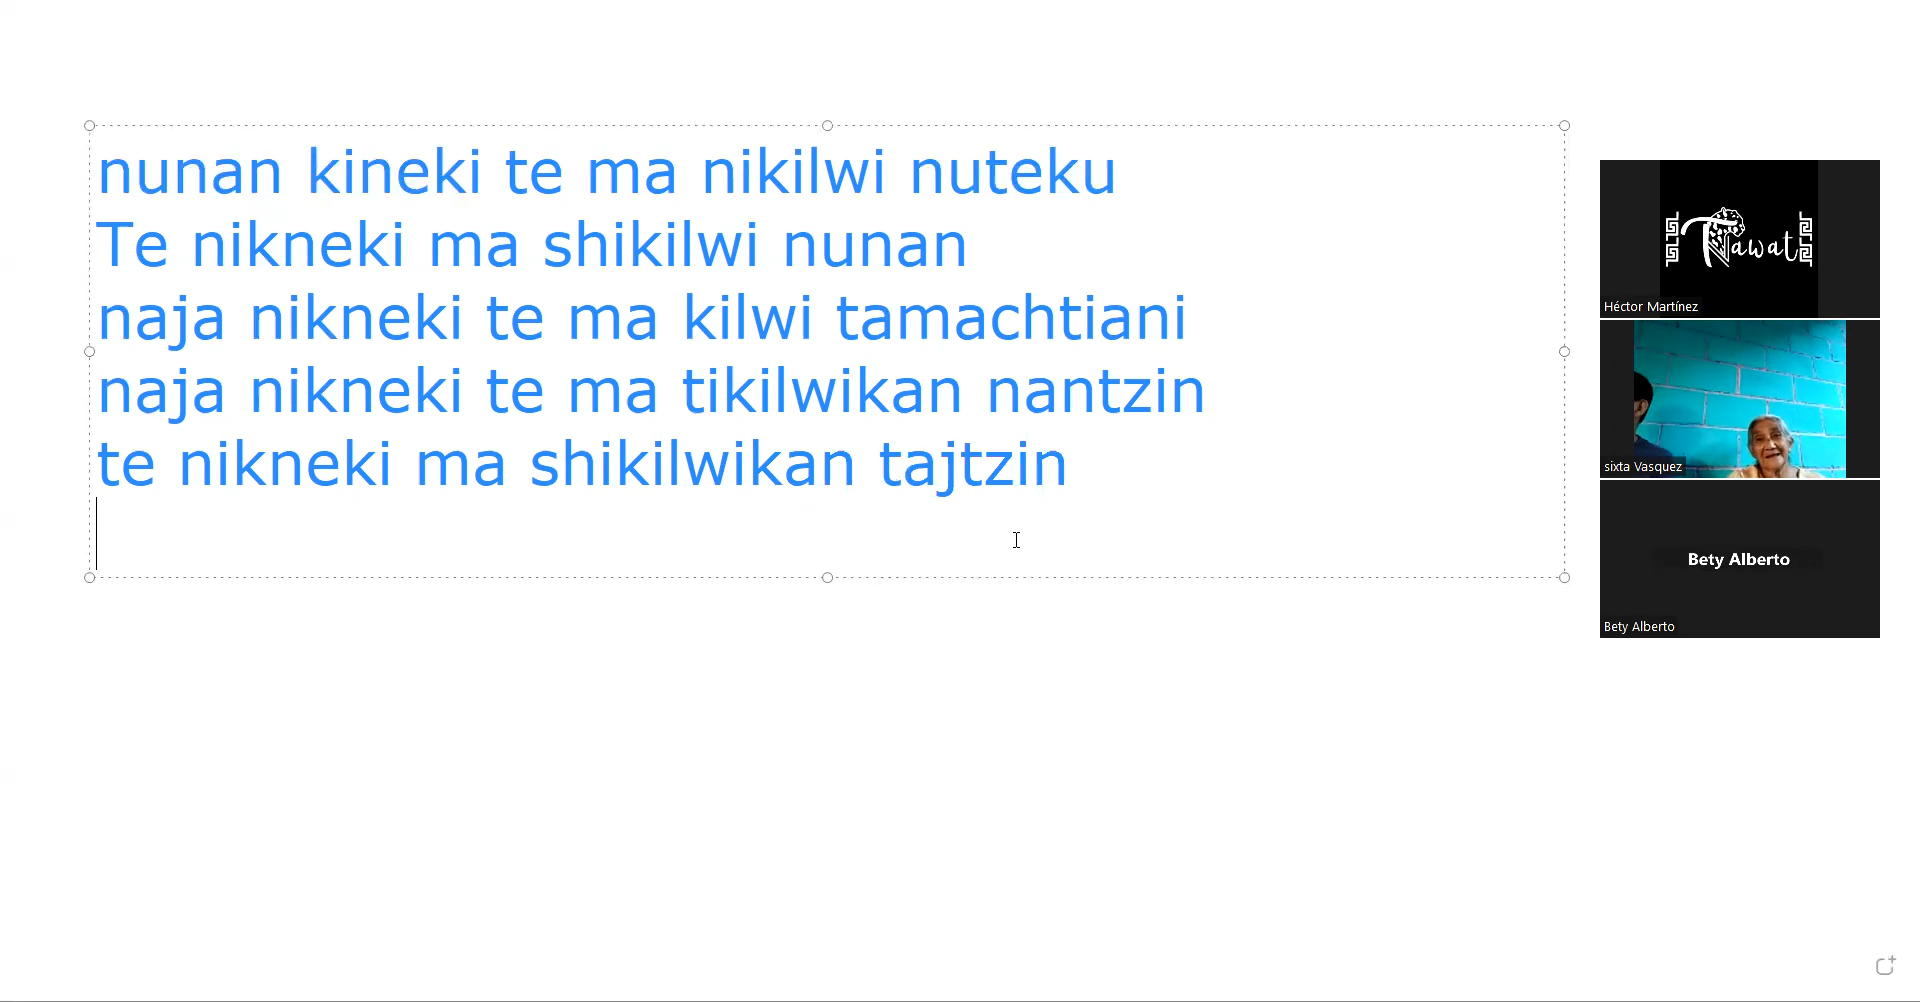 nunan kineki te ma nikilwi nuteku
Te nikneki ma shikilwi nunan
naja nikneki te ma kilwi tamachtiani
naja nikneki te ma tikilwikan nantzin
te nikneki ma shikilwikan tajtzin
Tawat
Héctor Martínez
sixta Vasquez
Bety Alberto
Bety Alberto